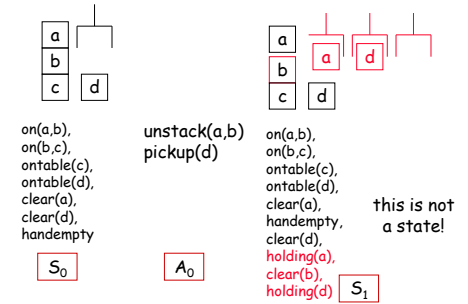 a
b
c
d
on(a,b),
on(b,c),
ontable(c),
ontable(d),
clear(a),
clear(d),
handempty
S0
unstack(a,b)
pickup(d)
A0
a
b
c
d
a
d
on(a,b),
on(b,c),
ontable(c),
ontable(d),
clear(a),
handempty,
clear(d),
holding(a),
clear(b),
holding(d)
S1
this is not
a state!